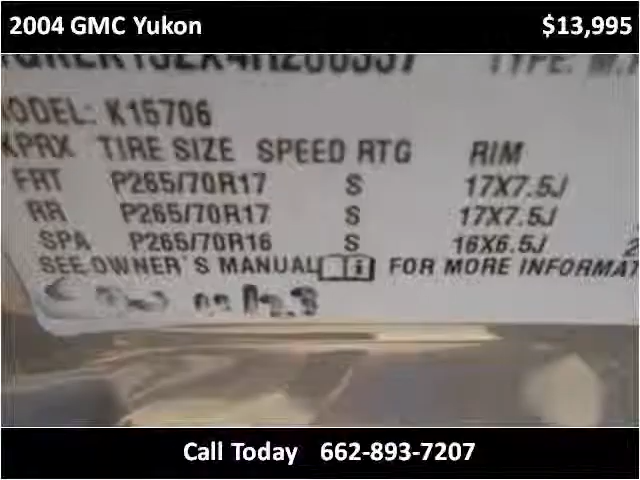 2004 GMC Yukon $13,995
TYPE:
MODEL: K15706
TIRE SIZE SPEED RTG RIM
FRT P265/70R17 S 17X7.5J
RR P265/70R17 S 17X7.5J
SPA P265/70R16 S 16X6.5J
SEE OWNER'S MANUAL FOR MORE INFORMAT
Call Today 662-893-7207